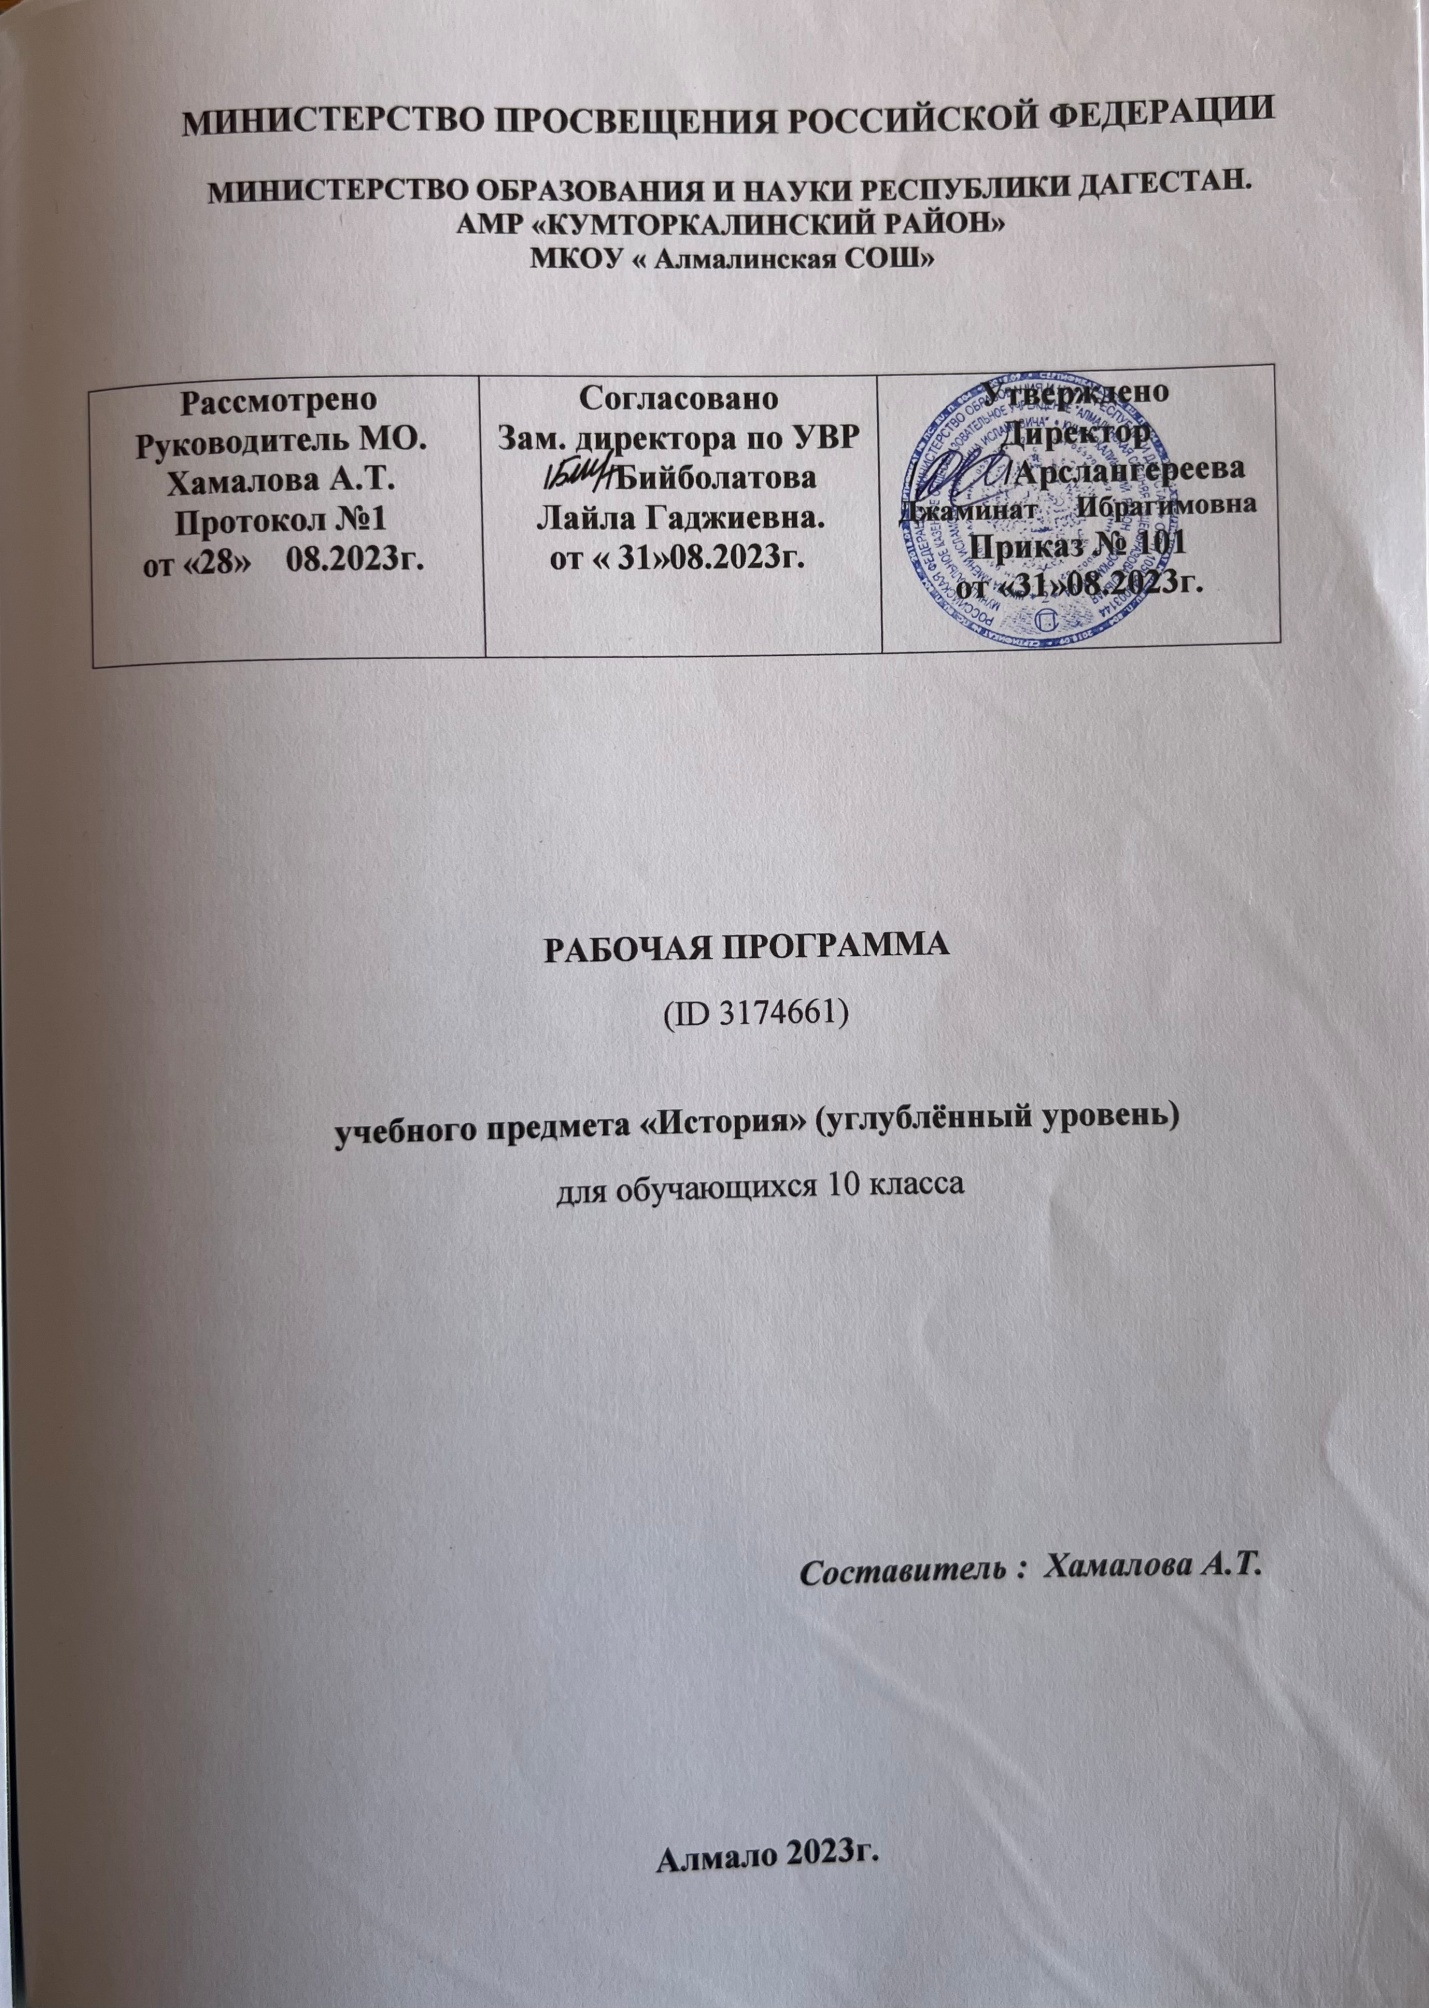 МИНИСТЕРСТВО ПРОСВЕЩЕНИЯ РОССИЙСКОЙ ФЕДЕРАЦИИ
МИНИСТЕРСТВО ОБРАЗОВАНИЯ И НАУКИ РЕСПУБЛИКИ ДАГЕСТАН.
АМР «КУМТОРКАЛИНСКИЙ РАЙОН»
МКОУ « Алмалинская СОШ»
Рассмотрено
Руководитель МО.
Хамалова А.Т.
Протокол №1
от «28» 08.2023г.
Согласовано
Зам. директора по УВР
Бийболатова
Лайла Гаджиевна.
от « 31»08.2023г.
Утверждено
Директор
Арслангереева
Джаминат Ибрагимовна
Приказ № 101
от «31»08.2023г.
РАБОЧАЯ ПРОГРАММА
(ID 3174661)
учебного предмета «История» (углублённый уровень)
для обучающихся 10 класса
Составитель : Хамалова А.Т.
Алмало 2023г.